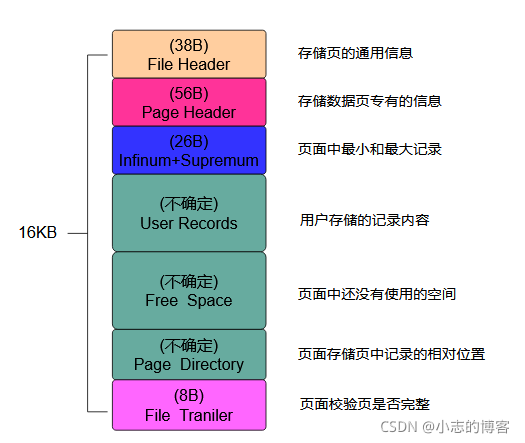 (38B)
File Header
存储页的通用信息
(56B)
Page Header
存储数据页专有的信息
(26B)
Infinum+Supremum
页面中最小和最大记录
(不确定)
User Records
用户存储的记录内容
16KB
(不确定)
Free Space
页面中还没有使用的空间
(不确定)
Page Directory
页面存储页中记录的相对位置
(8B)
File Traniler
页面校验页是否完整
CSDN @小志的博客